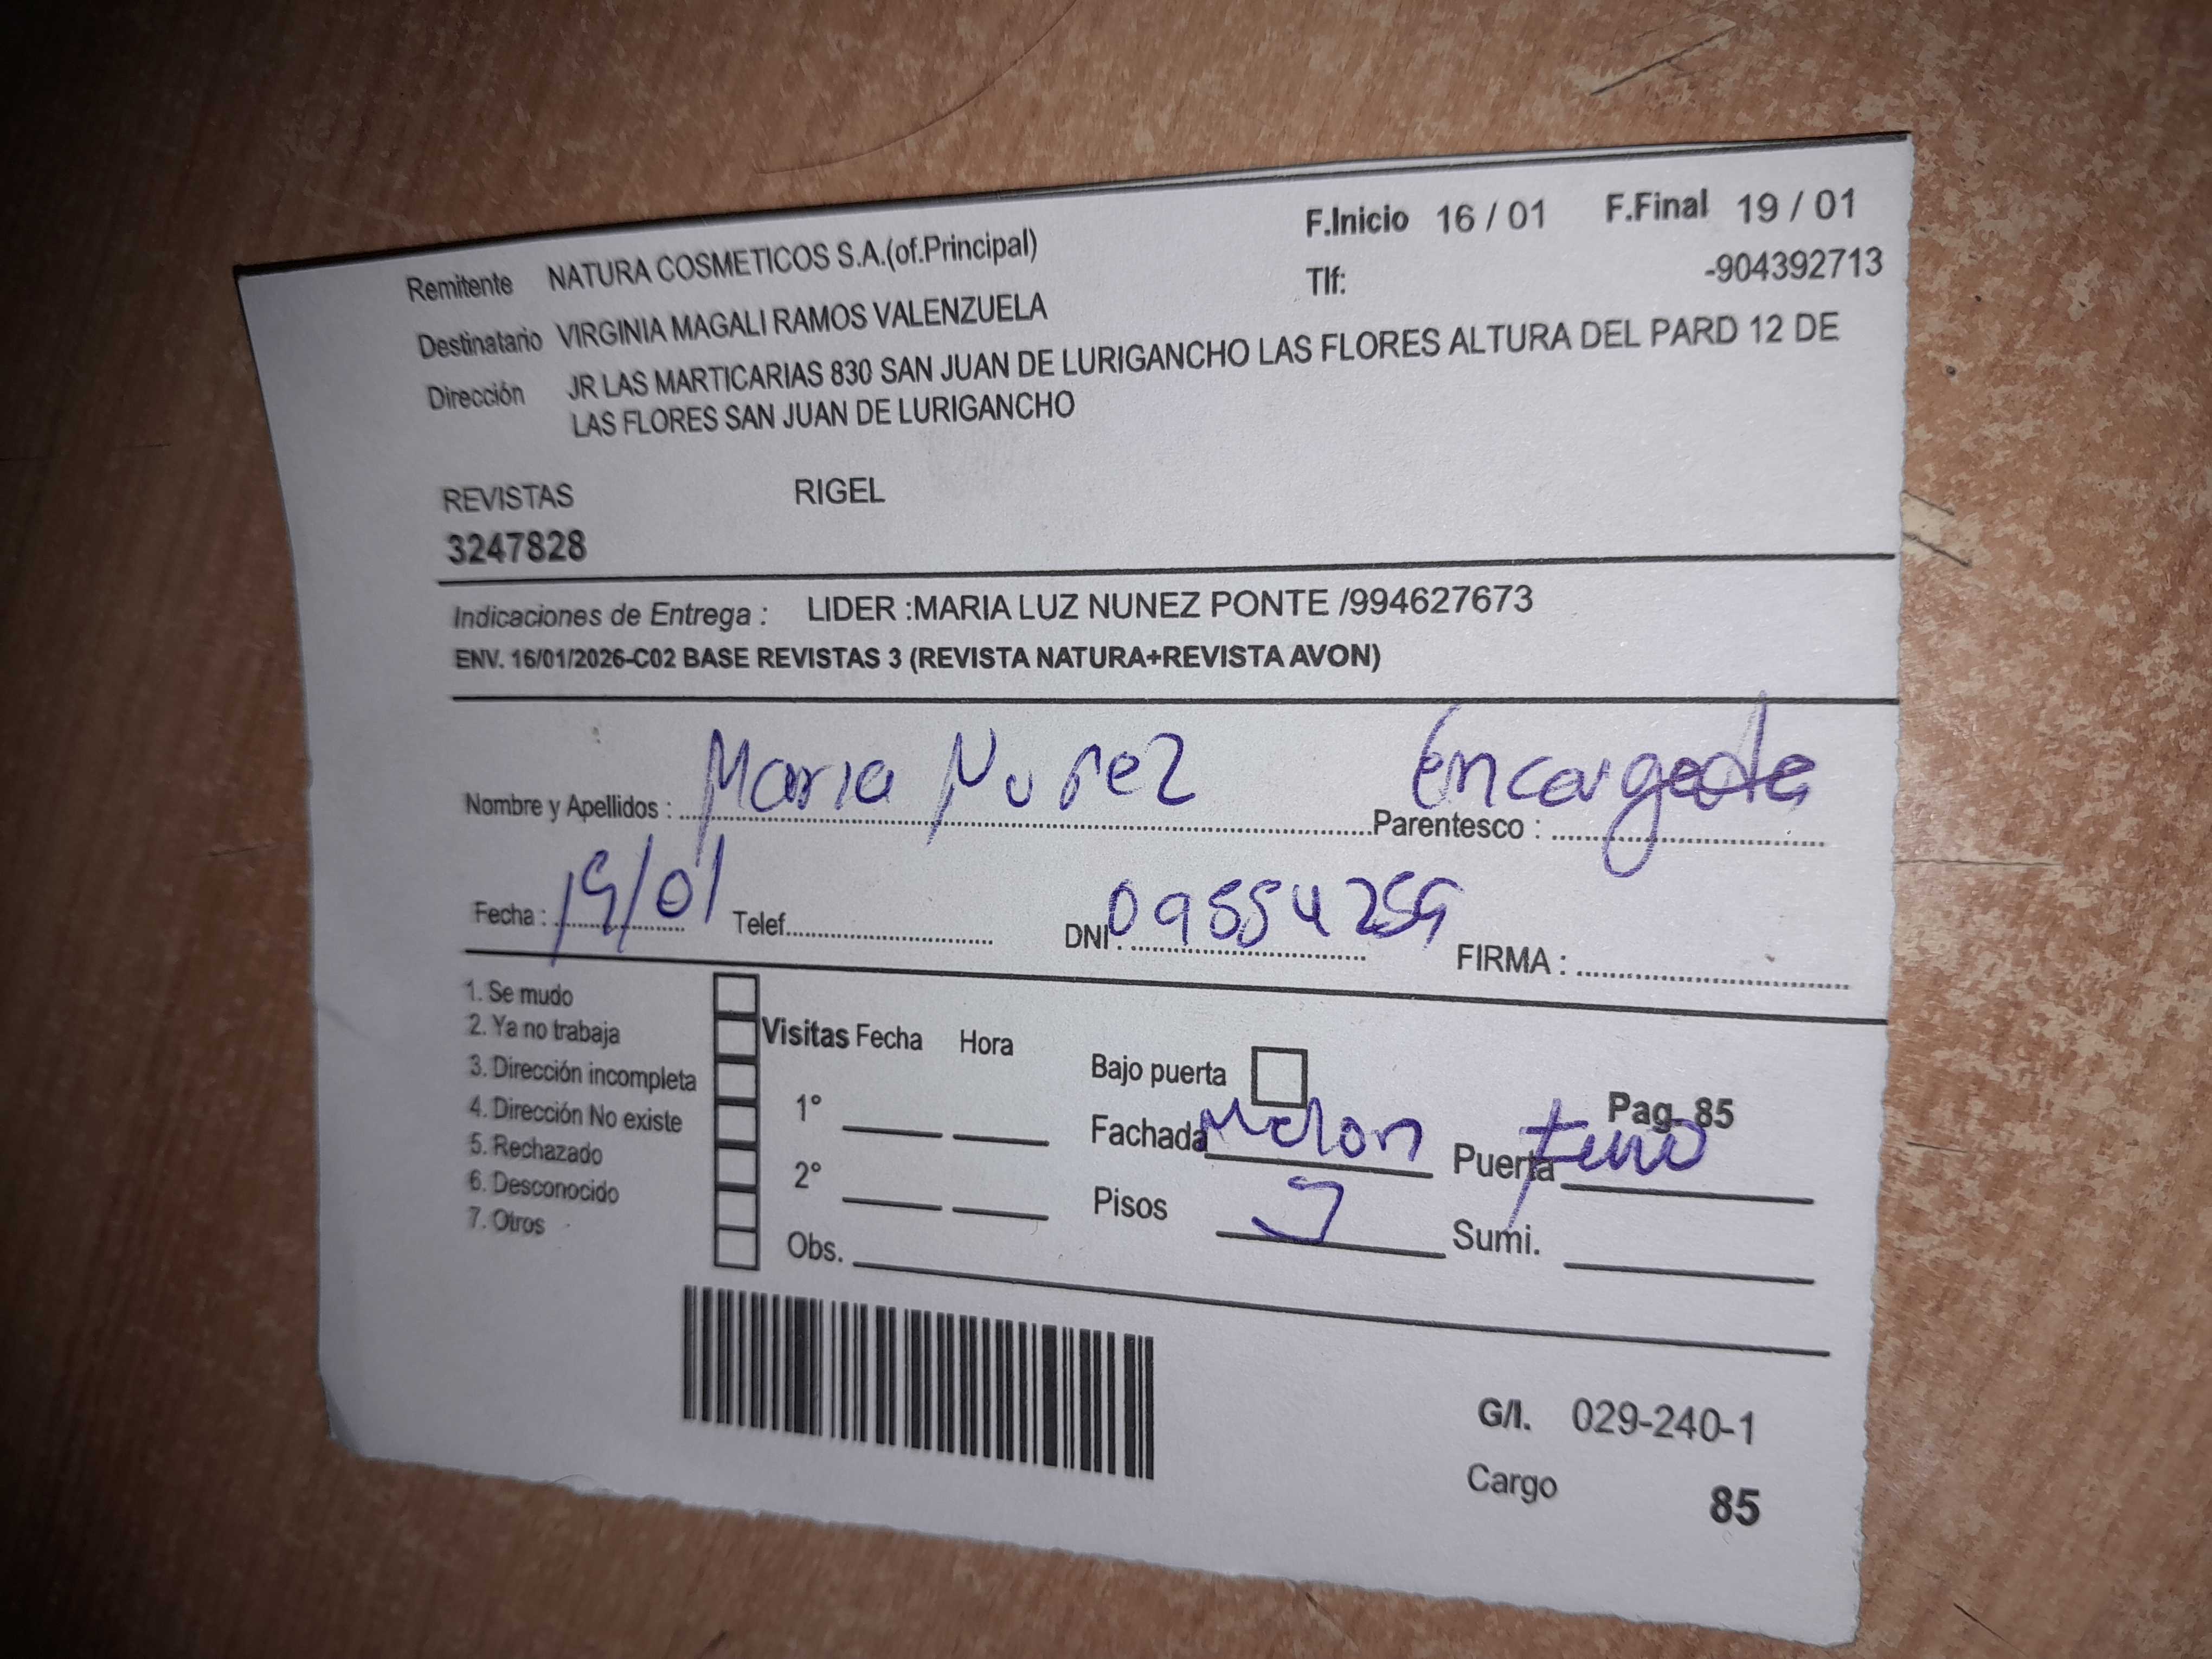 F.Inicio 16 / 01 F.Final 19 / 01
Remitente NATURA COSMETICOS S.A.(of.Principal) Tlf: -904392713
Destinatario VIRGINIA MAGALI RAMOS VALENZUELA
Dirección JR LAS MARTICARIAS 830 SAN JUAN DE LURIGANCHO LAS FLORES ALTURA DEL PARD 12 DE
LAS FLORES SAN JUAN DE LURIGANCHO
REVISTAS RIGEL
3247828
Indicaciones de Entrega : LIDER :MARIA LUZ NUNEZ PONTE /994627673
ENV. 16/01/2026-C02 BASE REVISTAS 3 (REVISTA NATURA+REVISTA AVON)
Nombre y Apellidos : Maria Nuñez Parentesco : Encargada
Fecha : 19/01 Telef. DNI : 09554259 FIRMA :
1. Se mudo
2. Ya no trabaja
3. Dirección incompleta
4. Dirección No existe
5. Rechazado
6. Desconocido
7. Otros
Visitas Fecha Hora
1°
2°
Obs.
Bajo puerta
Pag. 85
Fachada Melon Puerta
Pisos Sumi.
G/I. 029-240-1
Cargo 85